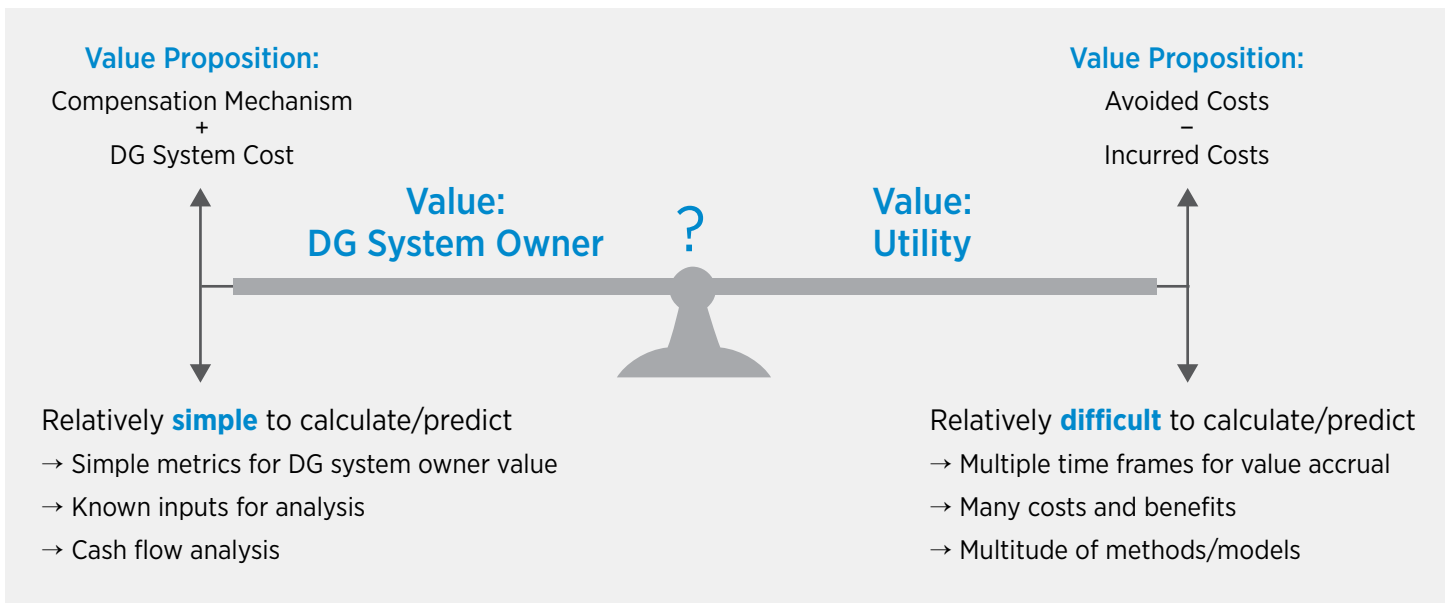 Value Proposition:
Compensation Mechanism
+
DG System Cost
Value Proposition:
Avoided Costs
–
Incurred Costs
Value:
DG System Owner
?
Value:
Utility
Relatively simple to calculate/predict
→ Simple metrics for DG system owner value
→ Known inputs for analysis
→ Cash flow analysis
Relatively difficult to calculate/predict
→ Multiple time frames for value accrual
→ Many costs and benefits
→ Multitude of methods/models